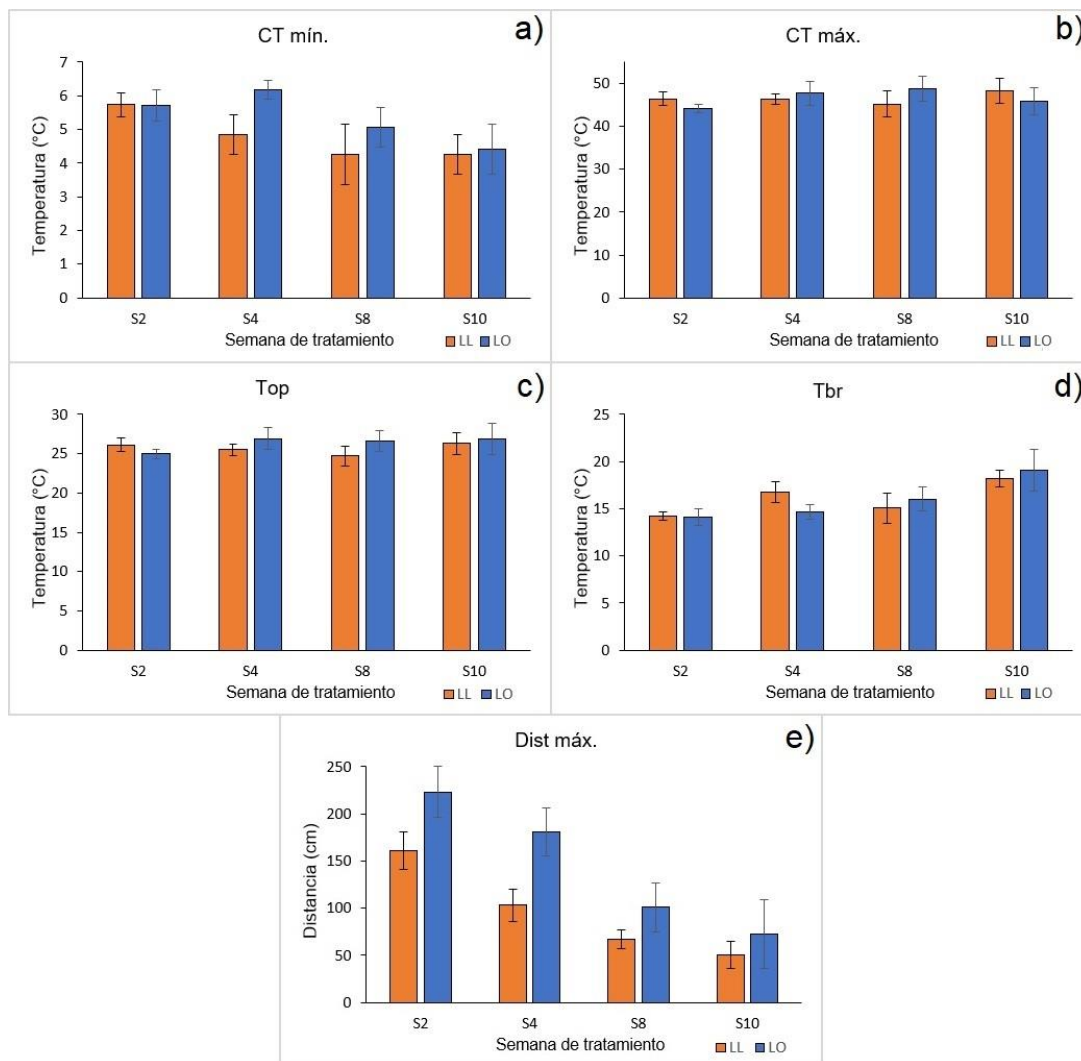 CT mín.
a)
Temperatura (°C)
7
6
5
4
3
2
1
0
S2 S4 S8 S10
Semana de tratamiento
LL LO
CT máx.
b)
Temperatura (°C)
50
40
30
20
10
0
S2 S4 S8 S10
Semana de tratamiento
LL LO
Top
c)
Temperatura (°C)
30
25
20
15
10
5
0
S2 S4 S8 S10
Semana de tratamiento
LL LO
Tbr
d)
Temperatura (°C)
25
20
15
10
5
0
S2 S4 S8 S10
Semana de tratamiento
LL LO
Dist máx.
e)
Distancia (cm)
250
200
150
100
50
0
S2 S4 S8 S10
Semana de tratamiento
LL LO